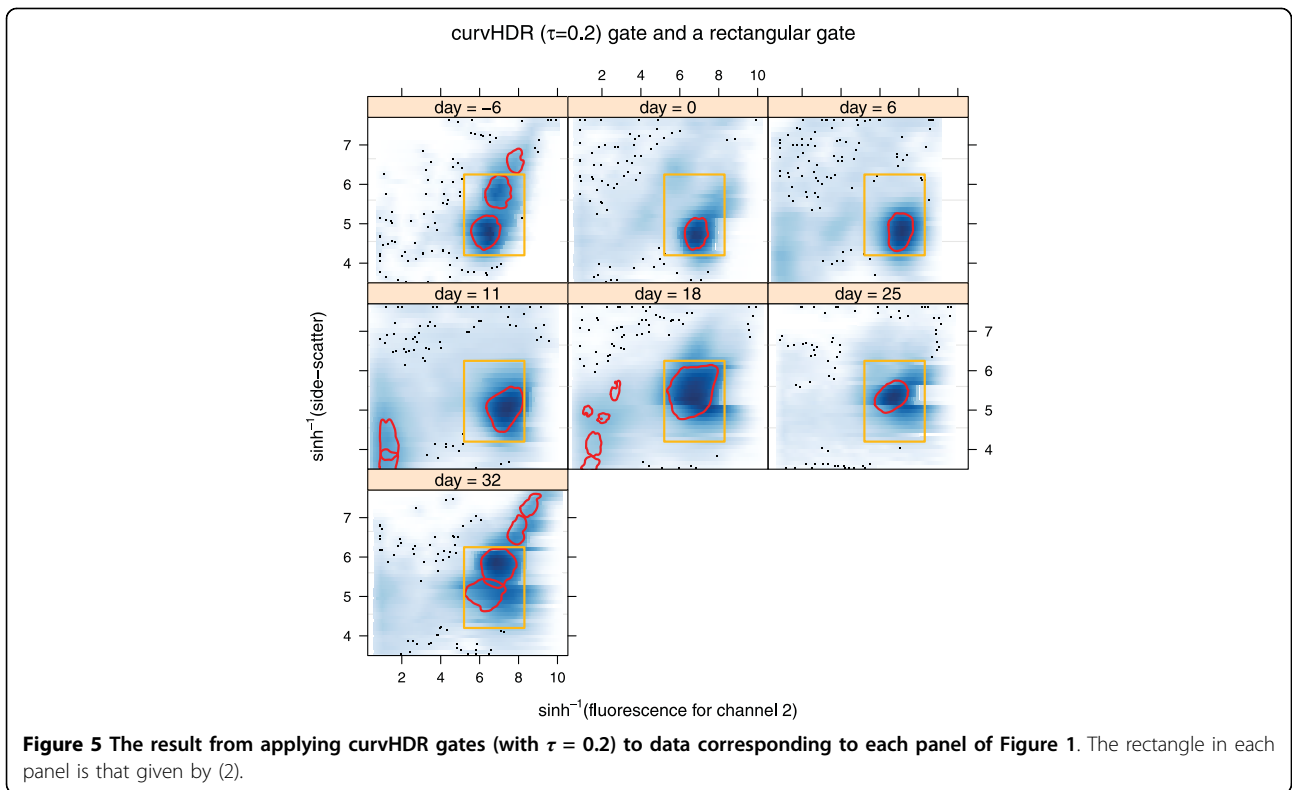 curvHDR (τ=0.2) gate and a rectangular gate
2 4 6 8 10
day = −6 day = 0 day = 6
7
6
5
4
day = 11 day = 18 day = 25
7
6
5
4
day = 32
7
6
5
4
2 4 6 8 10
sinh⁻¹(side−scatter)
sinh⁻¹(fluorescence for channel 2)
Figure 5 The result from applying curvHDR gates (with τ = 0.2) to data corresponding to each panel of Figure 1. The rectangle in each
panel is that given by (2).